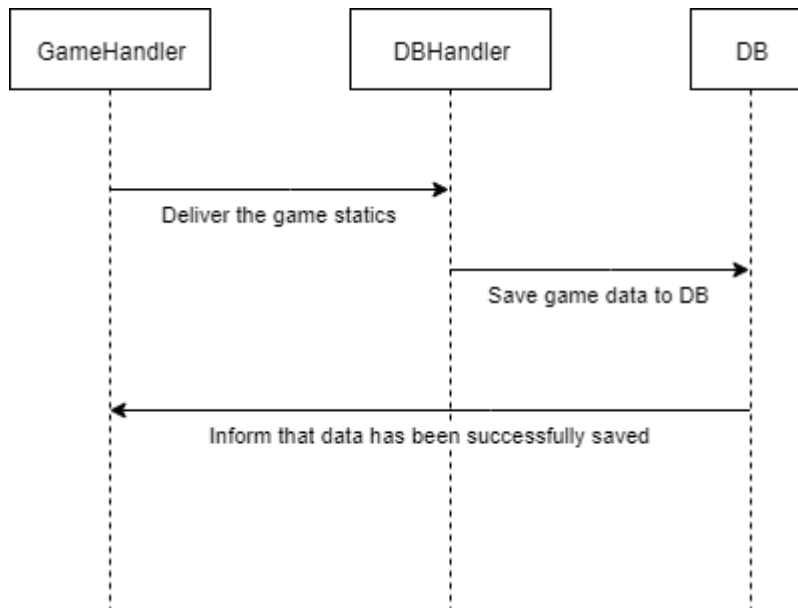 GameHandler
DBHandler
DB
Deliver the game statics
Save game data to DB
Inform that data has been successfully saved